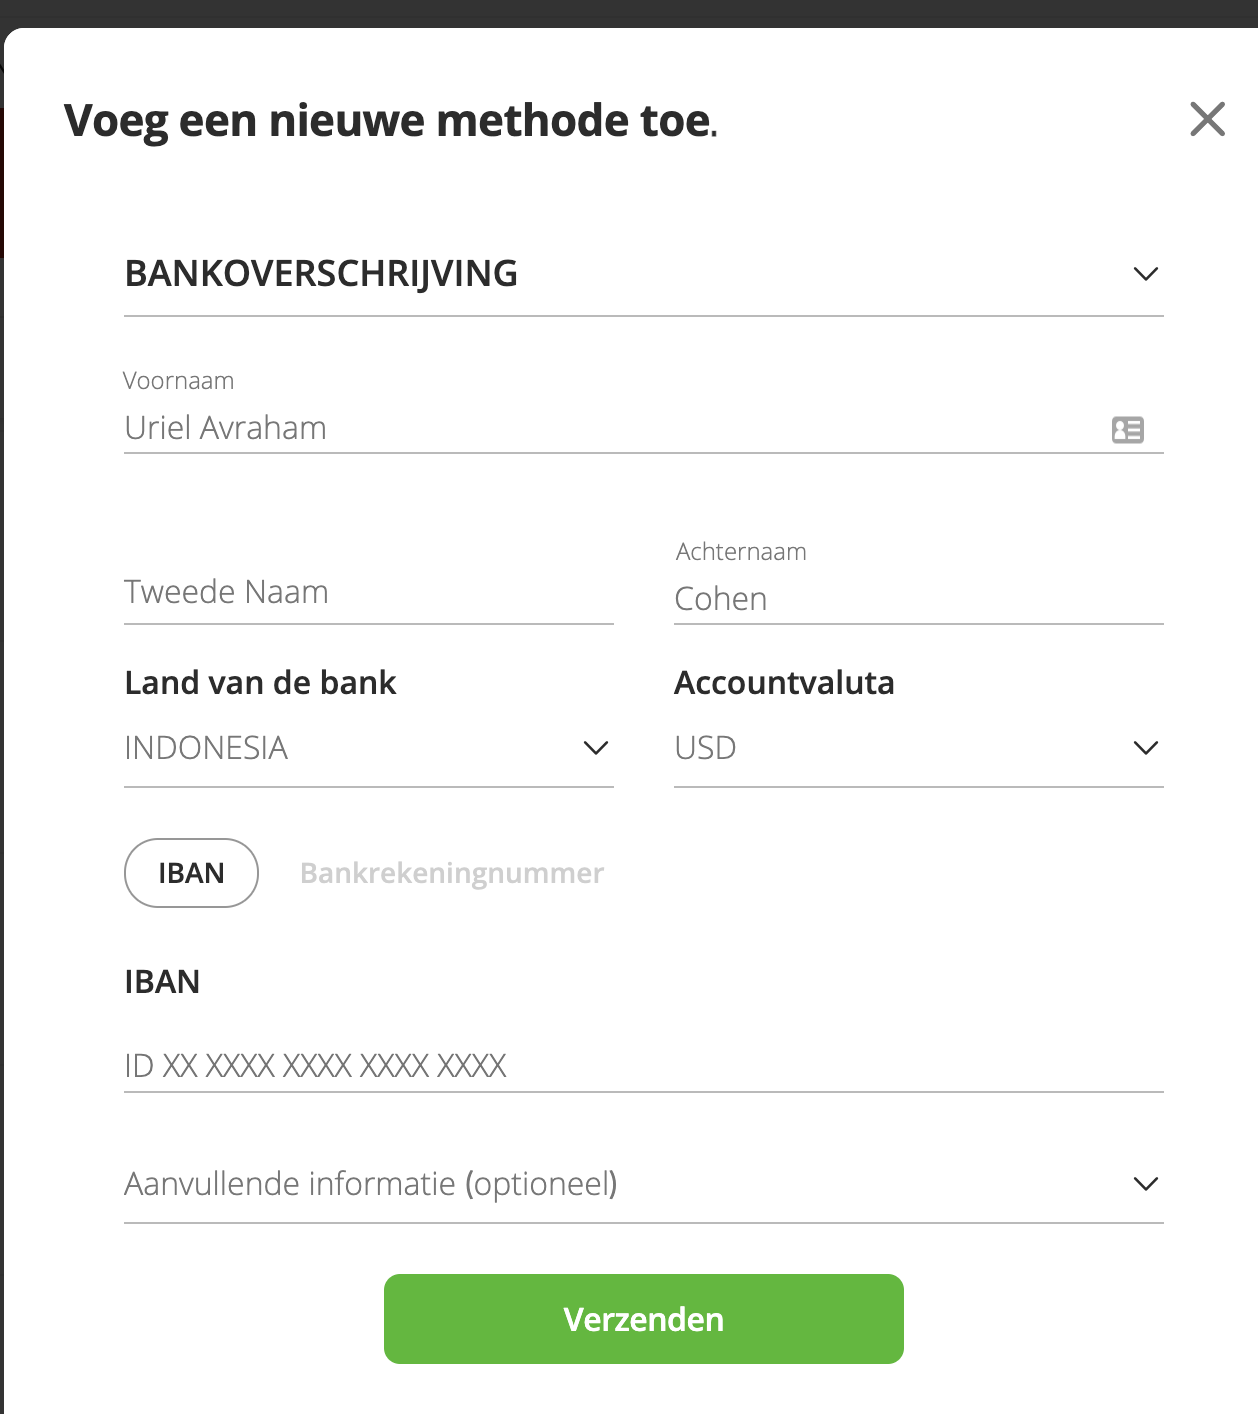 Voeg een nieuwe methode toe.
BANKOVERSCHRIJVING
Voornaam
Uriel Avraham
Tweede Naam
Achternaam
Cohen
Land van de bank
INDONESIA
Accountvaluta
USD
IBAN Bankrekeningnummer
IBAN
ID XX XXXX XXXX XXXX XXXX
Aanvullende informatie (optioneel)
Verzenden